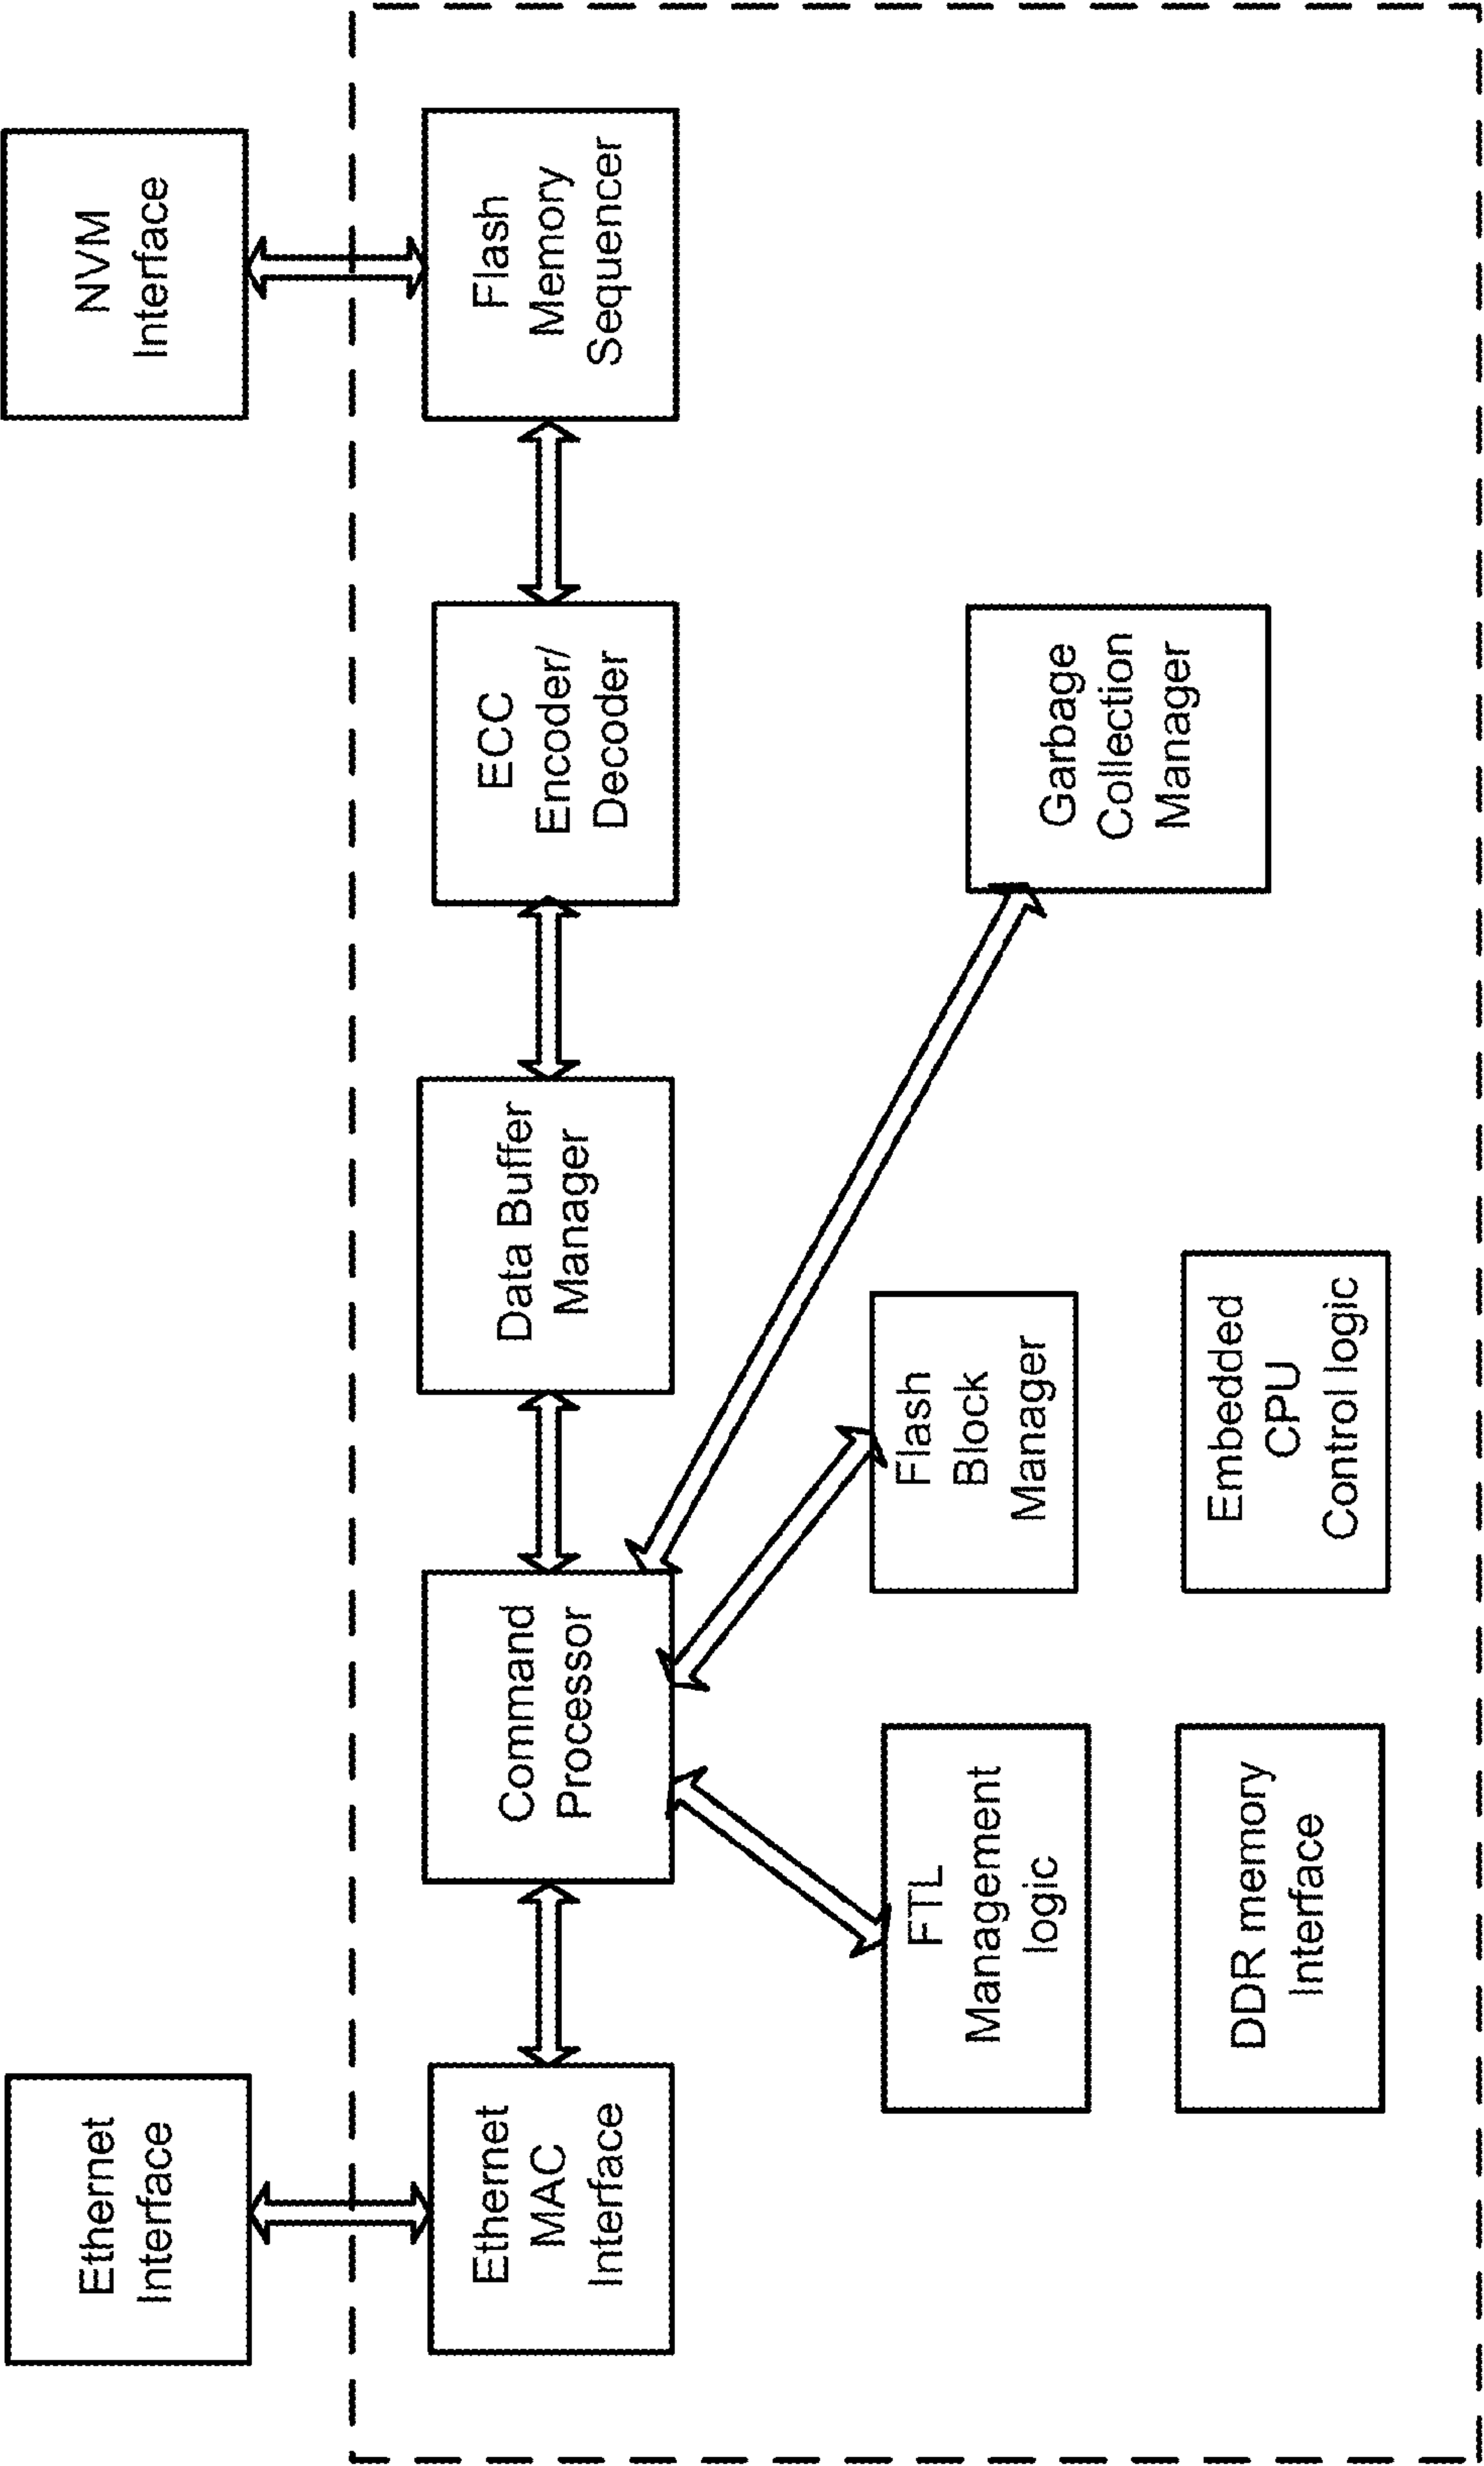 Ethernet
Interface
NVM
Interface
Ethernet
MAC
Interface
Command
Processor
Data Buffer
Manager
ECC
Encoder/
Decoder
Flash
Memory
Sequencer
FTL
Management
logic
Flash
Block
Manager
Garbage
Collection
Manager
DDR memory
Interface
Embedded
CPU
Control logic